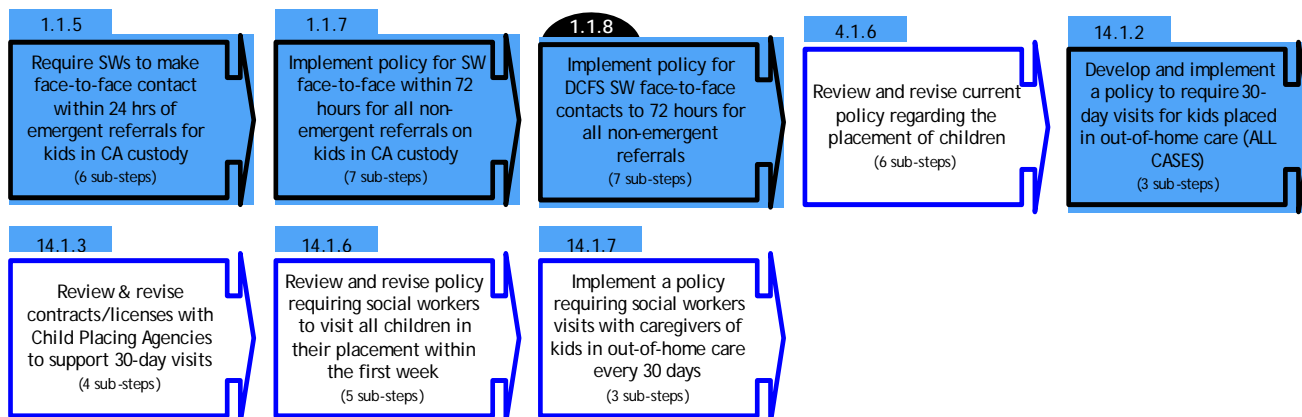 1.1.5
Require SWs to make
face-to-face contact
within 24 hrs of
emergent referrals for
kids in CA custody
(6 sub-steps)
1.1.7
Implement policy for SW
face-to-face within 72
hours for all non-
emergent referrals on
kids in CA custody
(7 sub-steps)
1.1.8
Implement policy for
DCFS SW face-to-face
contacts to 72 hours for
all non-emergent
referrals
(7 sub-steps)
4.1.6
Review and revise current
policy regarding the
placement of children
(6 sub-steps)
14.1.2
Develop and implement
a policy to require 30-
day visits for kids placed
in out-of-home care (ALL
CASES)
(3 sub-steps)
14.1.3
Review & revise
contracts/licenses with
Child Placing Agencies
to support 30-day visits
(4 sub-steps)
14.1.6
Review and revise policy
requiring social workers
to visit all children in
their placement within
the first week
(5 sub-steps)
14.1.7
Implement a policy
requiring social workers
visits with caregivers of
kids in out-of-home care
every 30 days
(3 sub-steps)